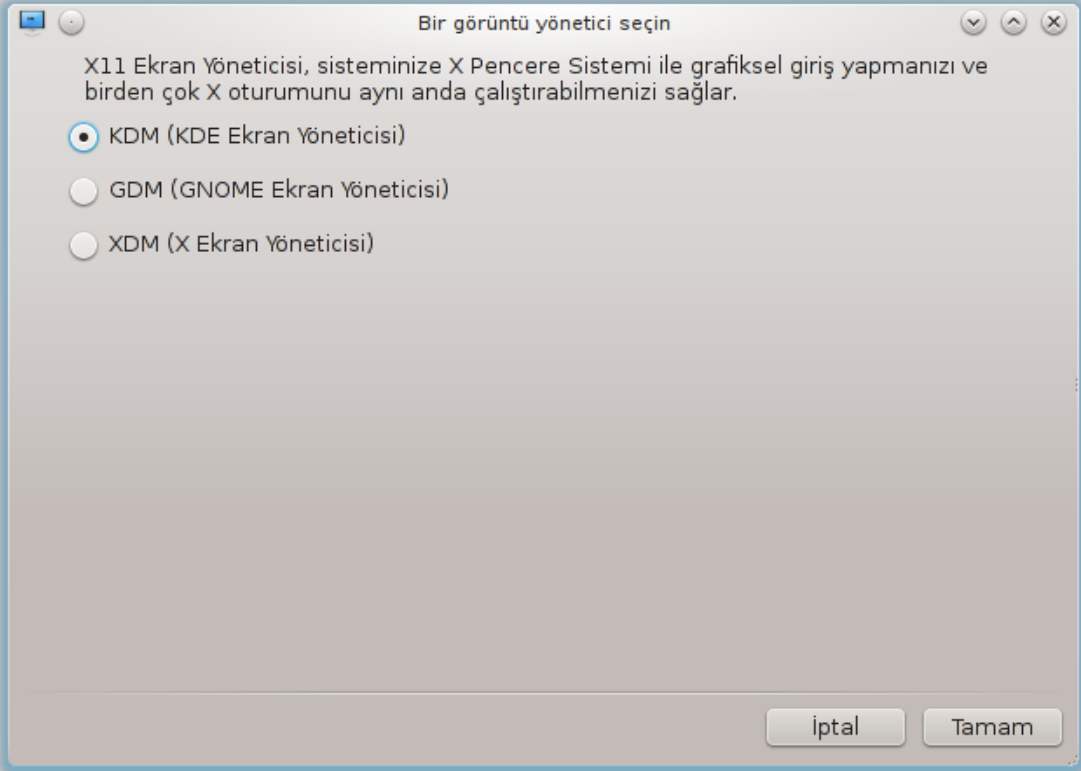 Bir görüntü yönetici seçin
X11 Ekran Yöneticisi, sisteminize X Pencere Sistemi ile grafiksel giriş yapmanızı ve
birden çok X oturumunu aynı anda çalıştırabilmenizi sağlar.
KDM (KDE Ekran Yöneticisi)
GDM (GNOME Ekran Yöneticisi)
XDM (X Ekran Yöneticisi)
İptal
Tamam